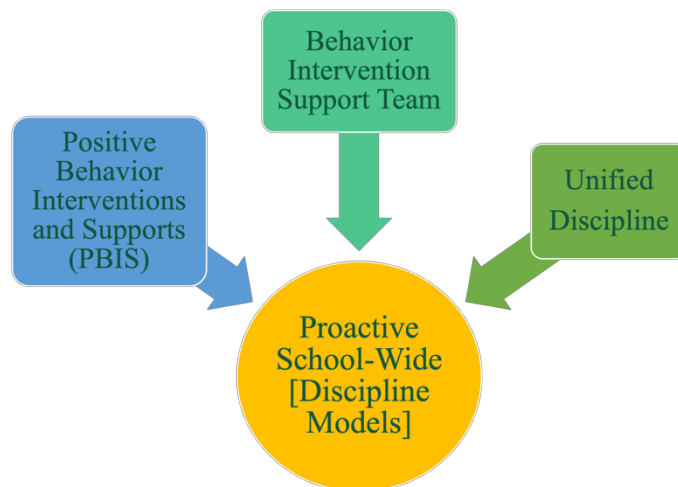 Behavior
Intervention
Support Team
Positive
Behavior
Interventions
and Supports
(PBIS)
Unified
Discipline
Proactive
School-Wide
[Discipline
Models]